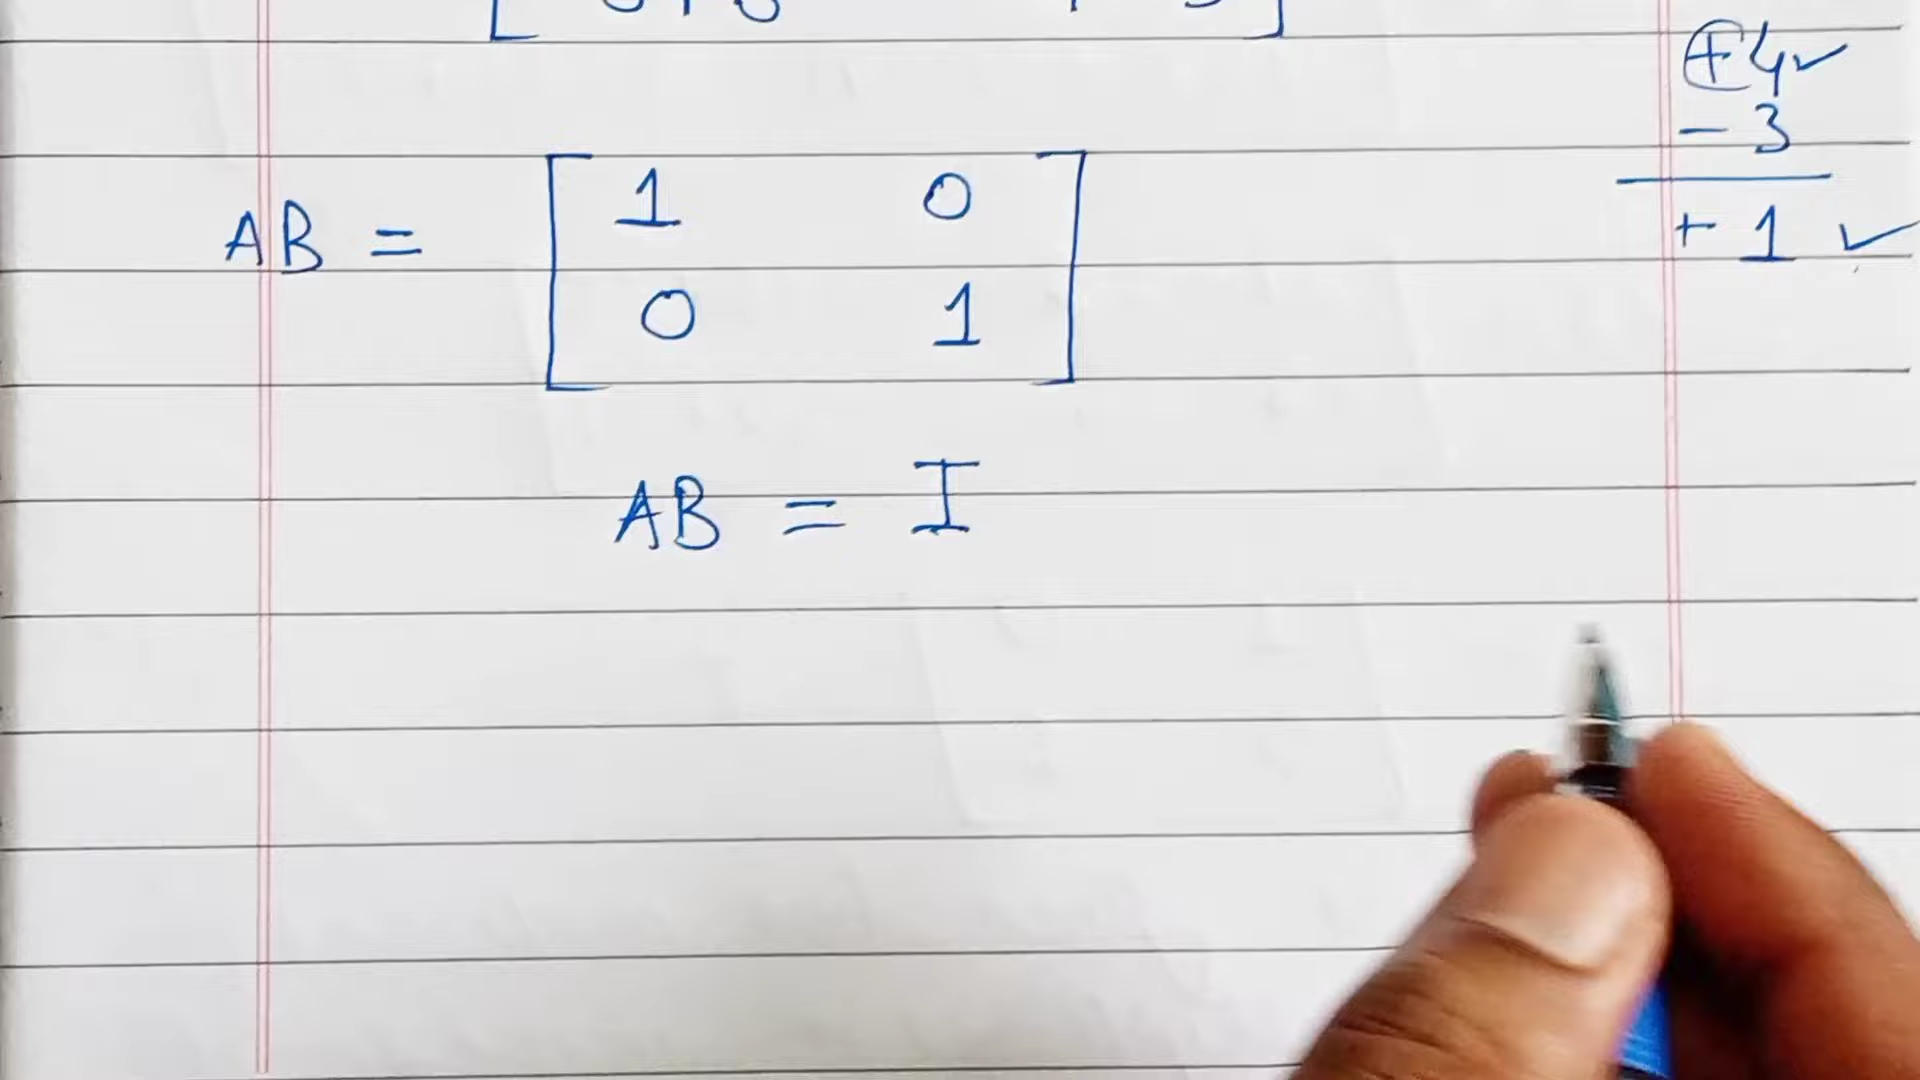 AB = [ 1 0
0 1 ]
AB = I
+ 4 ✓
- 3
+ 1 ✓